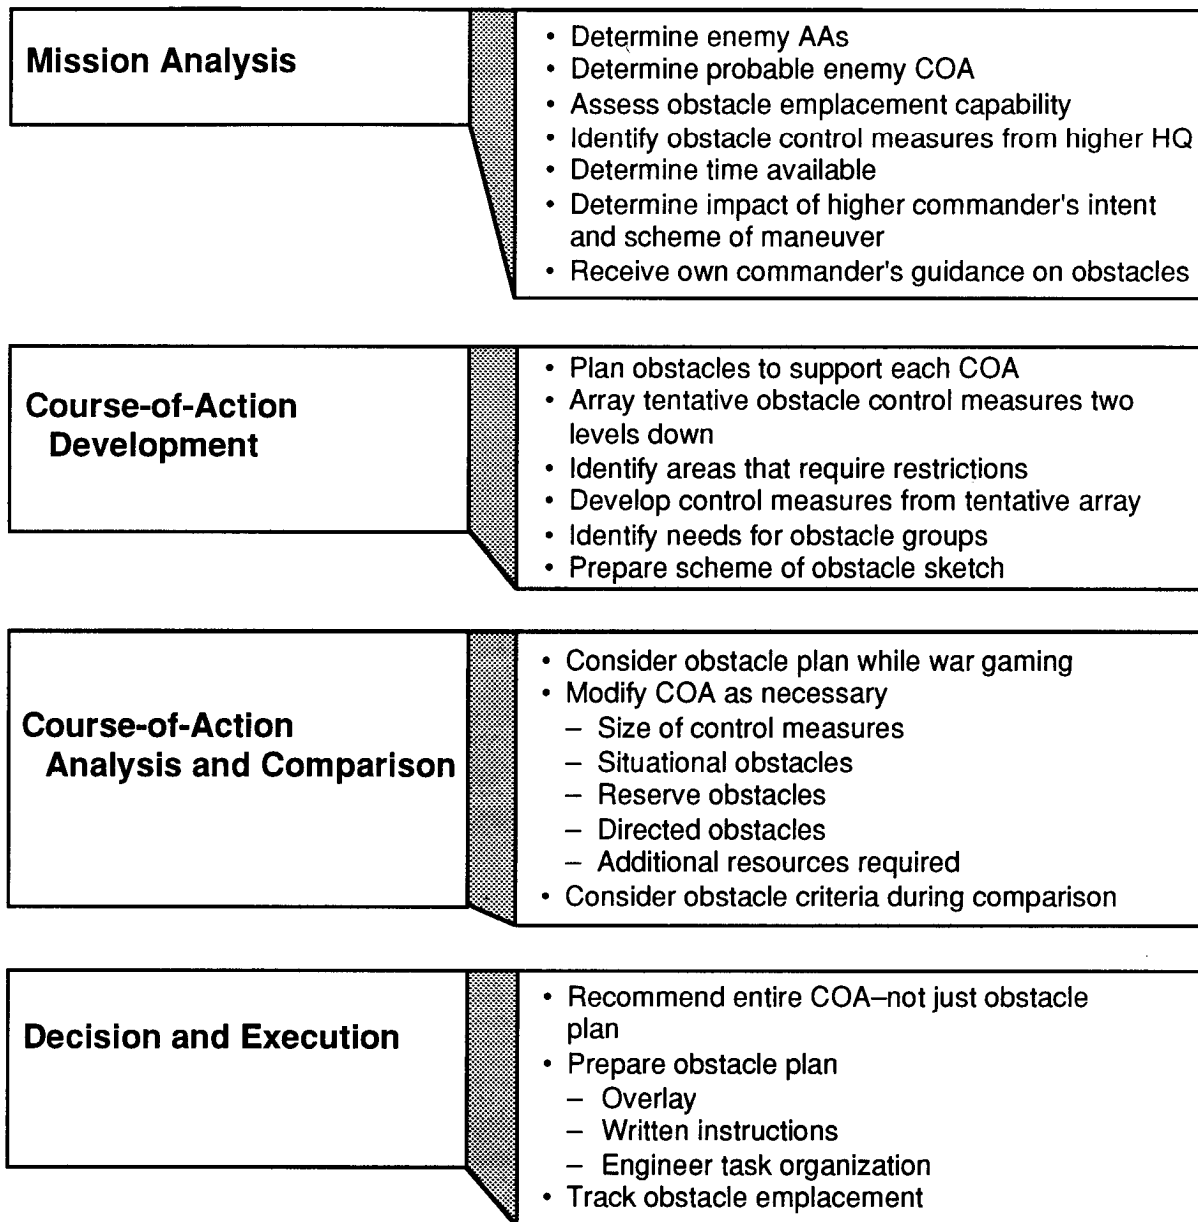 Mission Analysis
• Determine enemy AAs
• Determine probable enemy COA
• Assess obstacle emplacement capability
• Identify obstacle control measures from higher HQ
• Determine time available
• Determine impact of higher commander's intent
and scheme of maneuver
• Receive own commander's guidance on obstacles
Course-of-Action
Development
• Plan obstacles to support each COA
• Array tentative obstacle control measures two
levels down
• Identify areas that require restrictions
• Develop control measures from tentative array
• Identify needs for obstacle groups
• Prepare scheme of obstacle sketch
Course-of-Action
Analysis and Comparison
• Consider obstacle plan while war gaming
• Modify COA as necessary
– Size of control measures
– Situational obstacles
– Reserve obstacles
– Directed obstacles
– Additional resources required
• Consider obstacle criteria during comparison
Decision and Execution
• Recommend entire COA–not just obstacle
plan
• Prepare obstacle plan
– Overlay
– Written instructions
– Engineer task organization
• Track obstacle emplacement